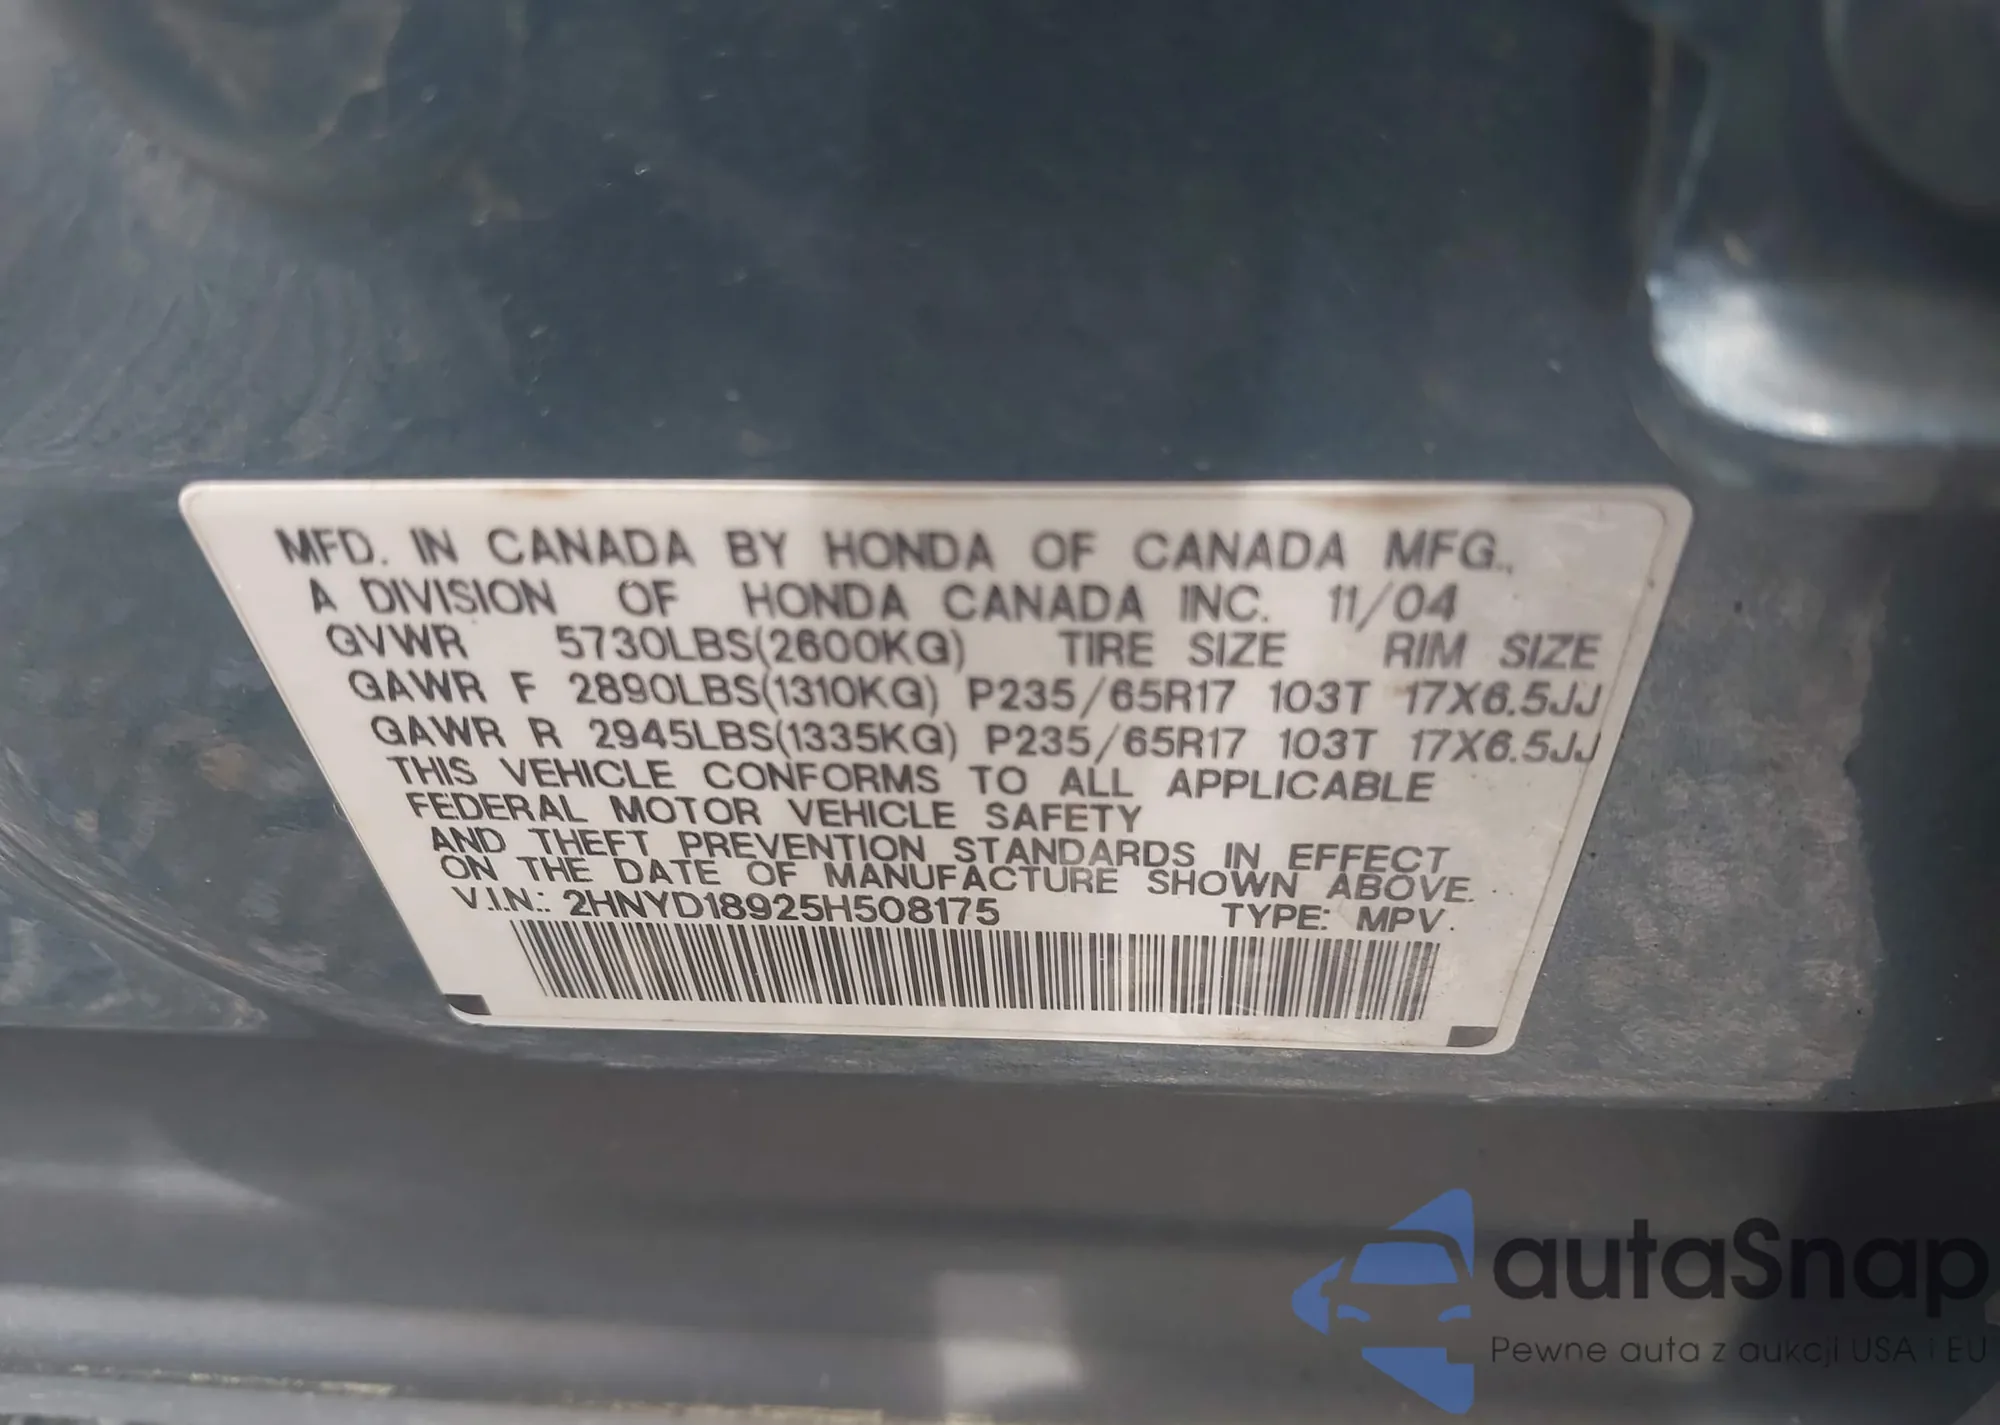 MFD. IN CANADA BY HONDA OF CANADA MFG.,
A DIVISION OF HONDA CANADA INC. 11/04
GVWR 5730LBS(2600KG) TIRE SIZE RIM SIZE
GAWR F 2890LBS(1310KG) P235/65R17 103T 17X6.5JJ
GAWR R 2945LBS(1335KG) P235/65R17 103T 17X6.5JJ
THIS VEHICLE CONFORMS TO ALL APPLICABLE
FEDERAL MOTOR VEHICLE SAFETY
AND THEFT PREVENTION STANDARDS IN EFFECT
ON THE DATE OF MANUFACTURE SHOWN ABOVE.
V.I.N.: 2HNYD18925H508175 TYPE: MPV
autaSnap
Pewne auta z aukcji USA i EU